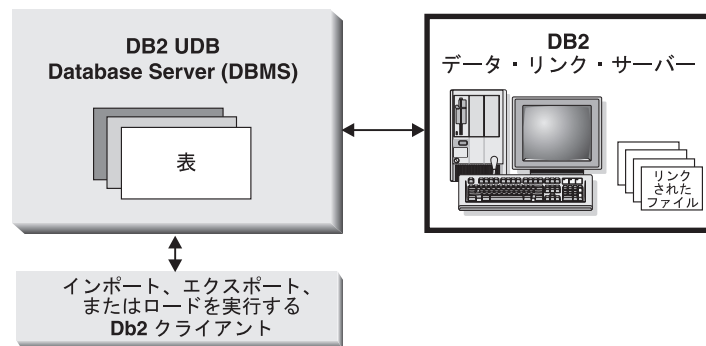 DB2 UDB
Database Server (DBMS)
表
DB2
データ・リンク・サーバー
リンク
された
ファイル
インポート、エクスポート、
またはロードを実行する
Db2 クライアント